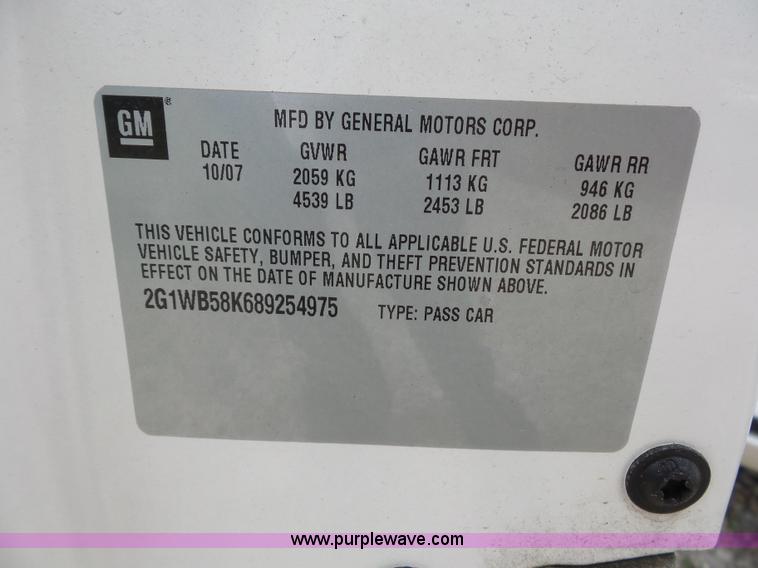 GM®
MFD BY GENERAL MOTORS CORP.
DATE GVWR GAWR FRT GAWR RR
10/07 2059 KG 1113 KG 946 KG
4539 LB 2453 LB 2086 LB
THIS VEHICLE CONFORMS TO ALL APPLICABLE U.S. FEDERAL MOTOR
VEHICLE SAFETY, BUMPER, AND THEFT PREVENTION STANDARDS IN
EFFECT ON THE DATE OF MANUFACTURE SHOWN ABOVE.
2G1WB58K689254975 TYPE: PASS CAR
www.purplewave.com